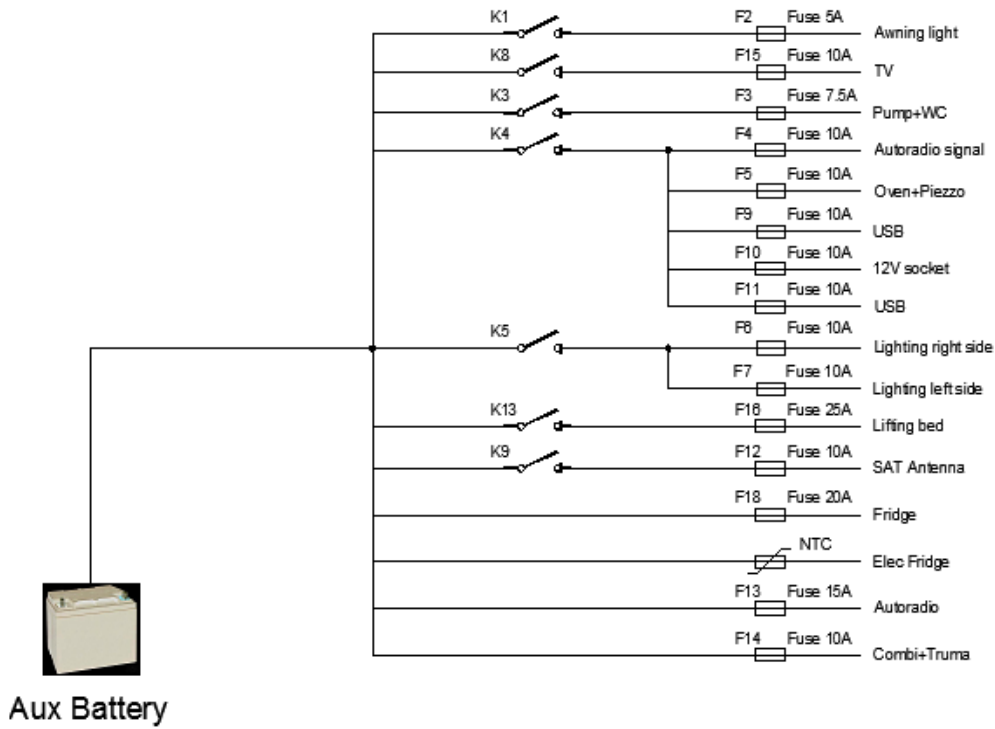 K1 F2 Fuse 5A Awning light
K8 F15 Fuse 10A TV
K3 F3 Fuse 7.5A Pump+WC
K4 F4 Fuse 10A Autoradio signal
F5 Fuse 10A Oven+Piezzo
F9 Fuse 10A USB
F10 Fuse 10A 12V socket
F11 Fuse 10A USB
K5 F6 Fuse 10A Lighting right side
F7 Fuse 10A Lighting left side
K13 F16 Fuse 25A Lifting bed
K9 F12 Fuse 10A SAT Antenna
F18 Fuse 20A Fridge
NTC Elec Fridge
F13 Fuse 15A Autoradio
F14 Fuse 10A Combi+Truma
Aux Battery